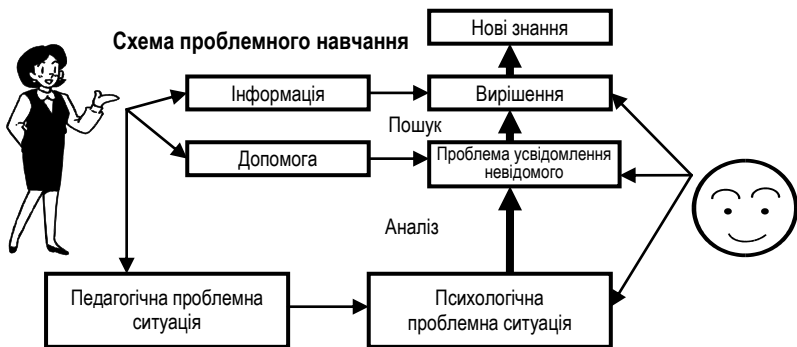 Нові знання
Схема проблемного навчання
Інформація
Вирішення
Пошук
Допомога
Проблема усвідомлення
невідомого
Аналіз
Педагогічна проблемна
ситуація
Психологічна
проблемна ситуація